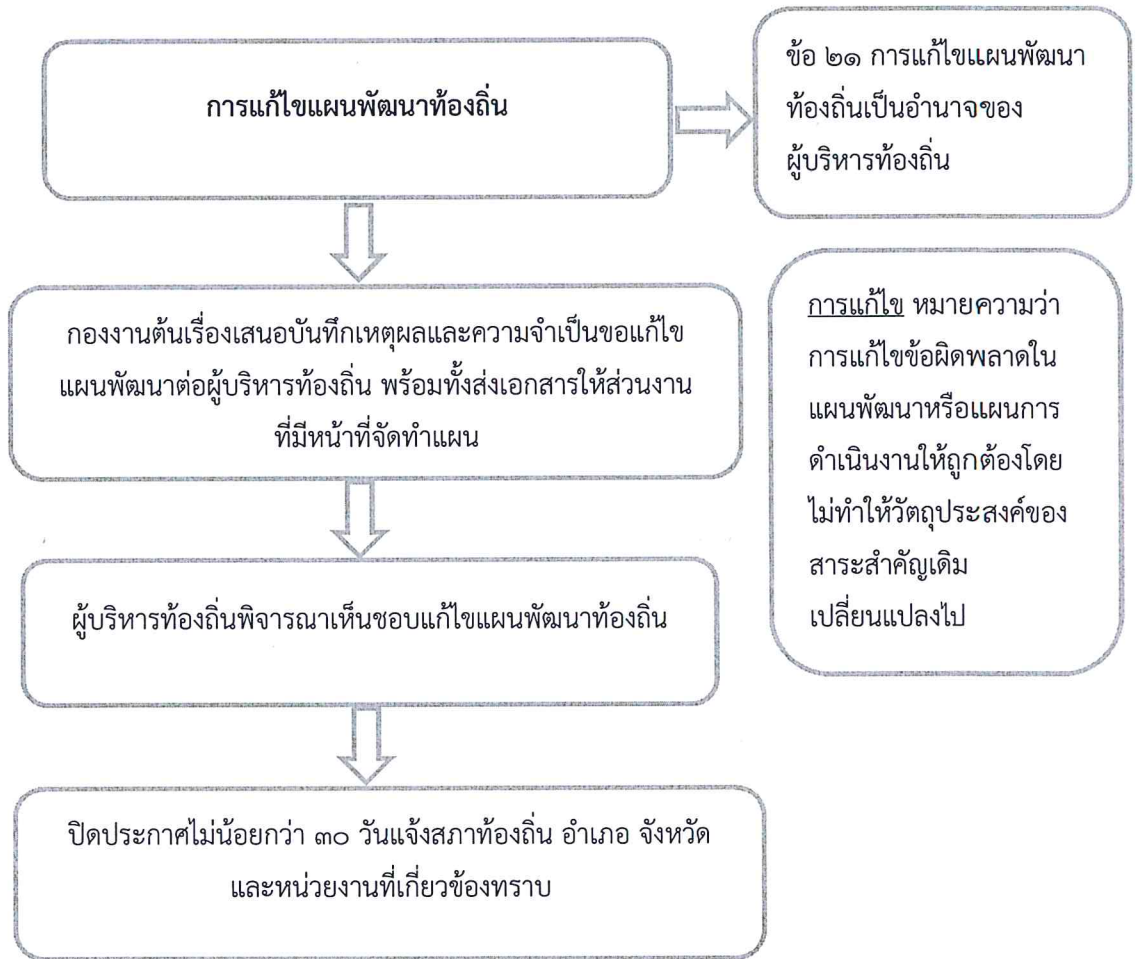 การแก้ไขแผนพัฒนาท้องถิ่น
ข้อ ๒๑ การแก้ไขแผนพัฒนา
ท้องถิ่นเป็นอำนาจของ
ผู้บริหารท้องถิ่น
กองงานต้นเรื่องเสนอบันทึกเหตุผลและความจำเป็นขอแก้ไข
แผนพัฒนาต่อผู้บริหารท้องถิ่น พร้อมทั้งส่งเอกสารให้ส่วนงาน
ที่มีหน้าที่จัดทำแผน
การแก้ไข หมายความว่า
การแก้ไขข้อผิดพลาดใน
แผนพัฒนาหรือแผนการ
ดำเนินงานให้ถูกต้องโดย
ไม่ทำให้วัตถุประสงค์ของ
สาระสำคัญเดิม
เปลี่ยนแปลงไป
ผู้บริหารท้องถิ่นพิจารณาเห็นชอบแก้ไขแผนพัฒนาท้องถิ่น
ปิดประกาศไม่น้อยกว่า ๓๐ วันแจ้งสภาท้องถิ่น อำเภอ จังหวัด
และหน่วยงานที่เกี่ยวข้องทราบ